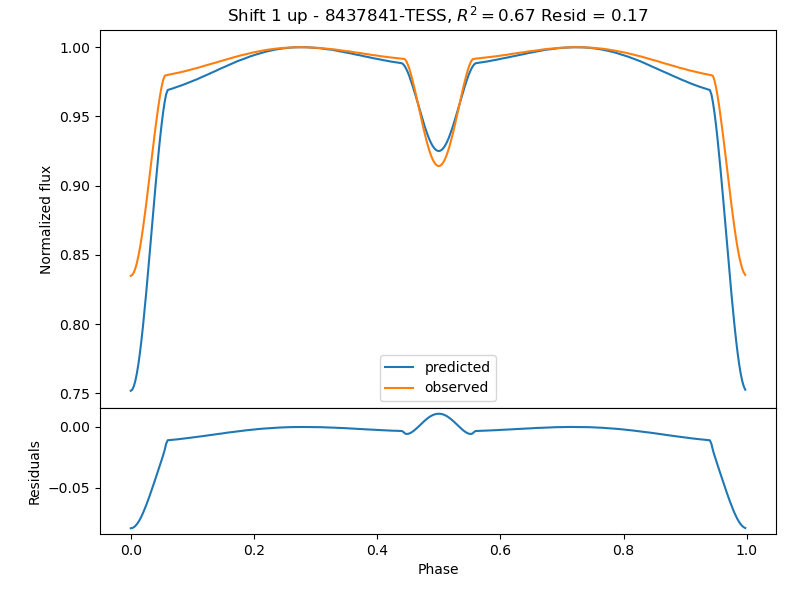 Shift 1 up - 8437841-TESS, $R^2 = 0.67$ Resid = 0.17
Normalized flux
1.00
0.95
0.90
0.85
0.80
0.75
predicted
observed
Residuals
0.00
−0.05
0.0 0.2 0.4 0.6 0.8 1.0
Phase